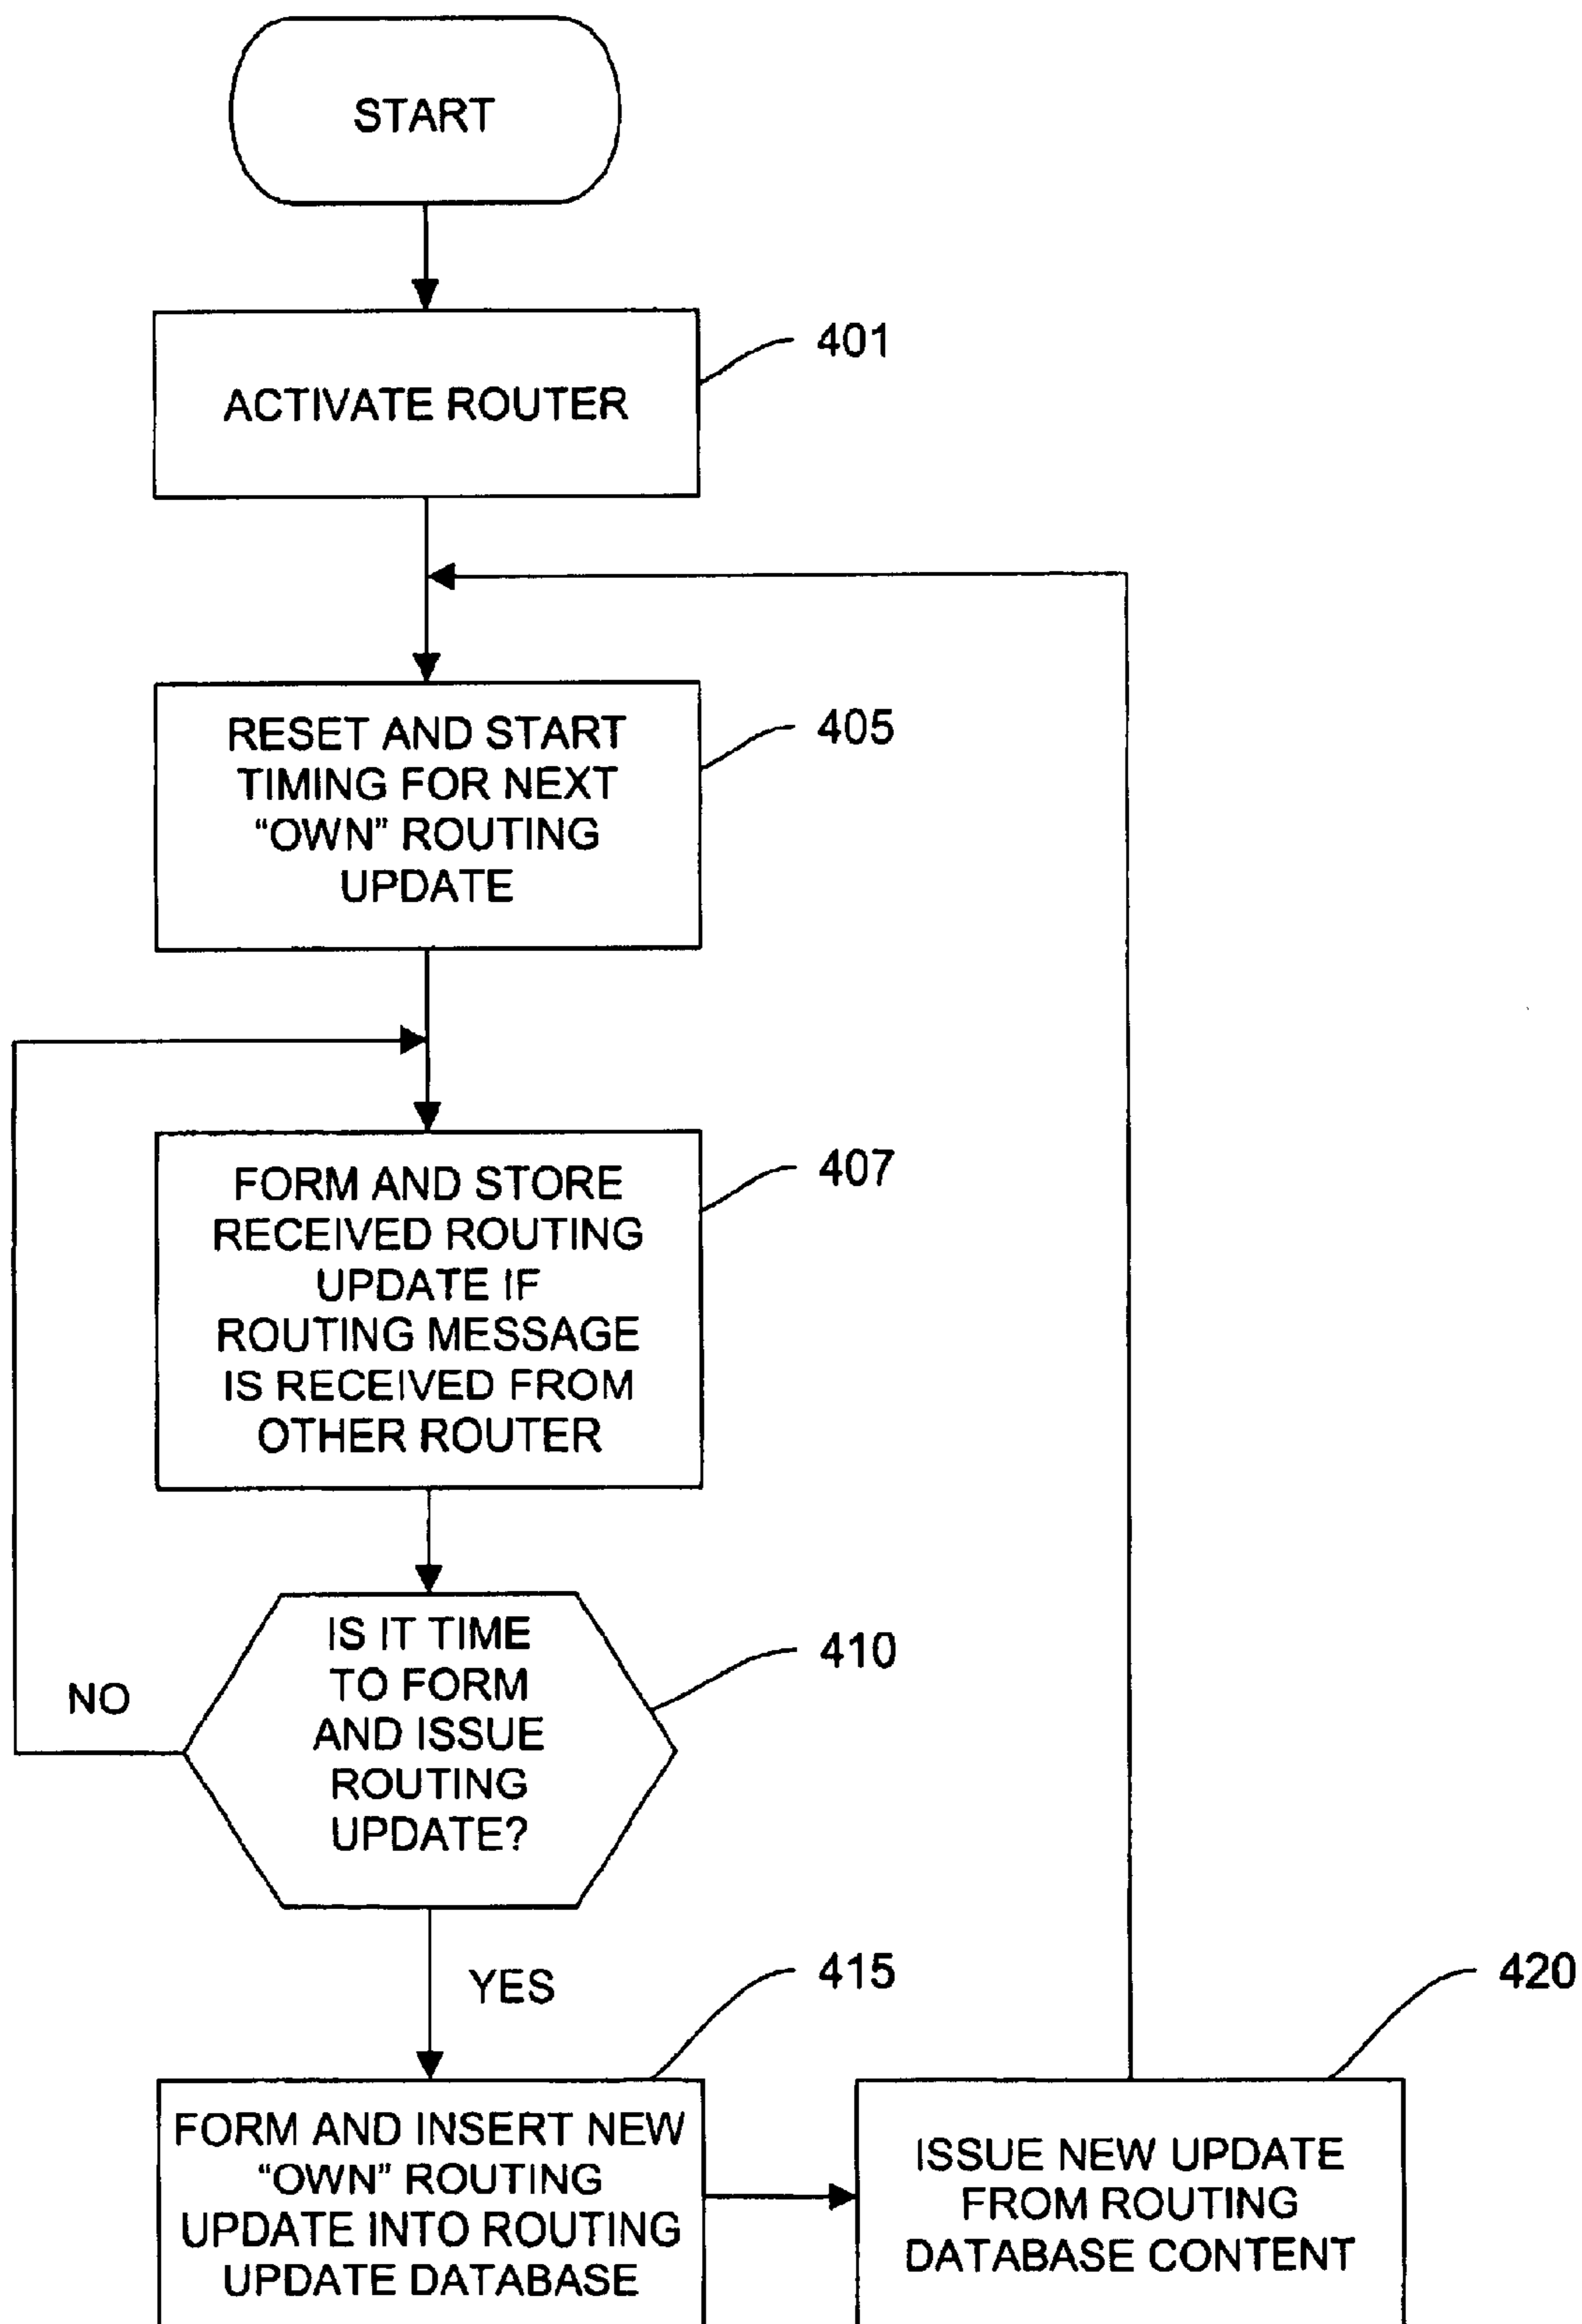 START
ACTIVATE ROUTER
401
RESET AND START
TIMING FOR NEXT
“OWN” ROUTING
UPDATE
405
FORM AND STORE
RECEIVED ROUTING
UPDATE IF
ROUTING MESSAGE
IS RECEIVED FROM
OTHER ROUTER
407
IS IT TIME
TO FORM
AND ISSUE
ROUTING
UPDATE?
410
NO
YES
415
FORM AND INSERT NEW
“OWN” ROUTING
UPDATE INTO ROUTING
UPDATE DATABASE
420
ISSUE NEW UPDATE
FROM ROUTING
DATABASE CONTENT